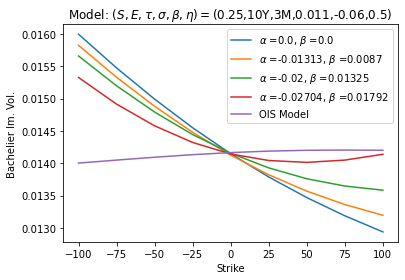 Model: (S, E, τ, σ, β, η) = (0.25,10Y,3M,0.011,-0.06,0.5)
α =0.0, β =0.0
α =-0.01313, β =0.0087
α =-0.02, β =0.01325
α =-0.02704, β =0.01792
OIS Model
Bachelier Im. Vol.
0.0160
0.0155
0.0150
0.0145
0.0140
0.0135
0.0130
−100 −75 −50 −25 0 25 50 75 100
Strike